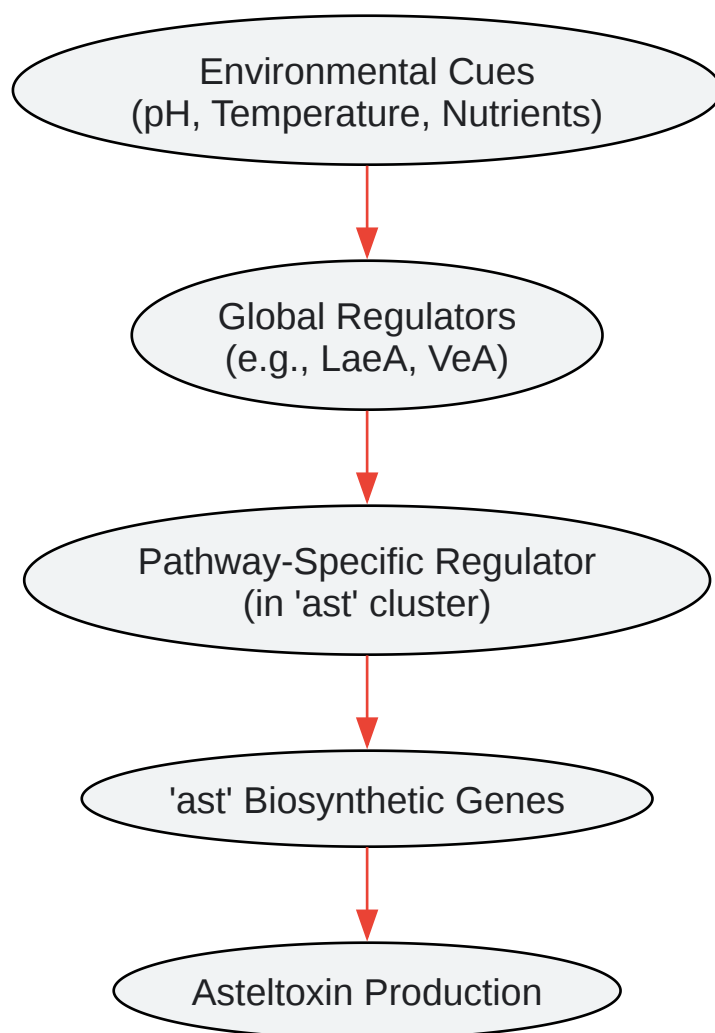 Environmental Cues
(pH, Temperature, Nutrients)
Global Regulators
(e.g., LaeA, VeA)
Pathway-Specific Regulator
(in 'ast' cluster)
'ast' Biosynthetic Genes
Asteltoxin Production